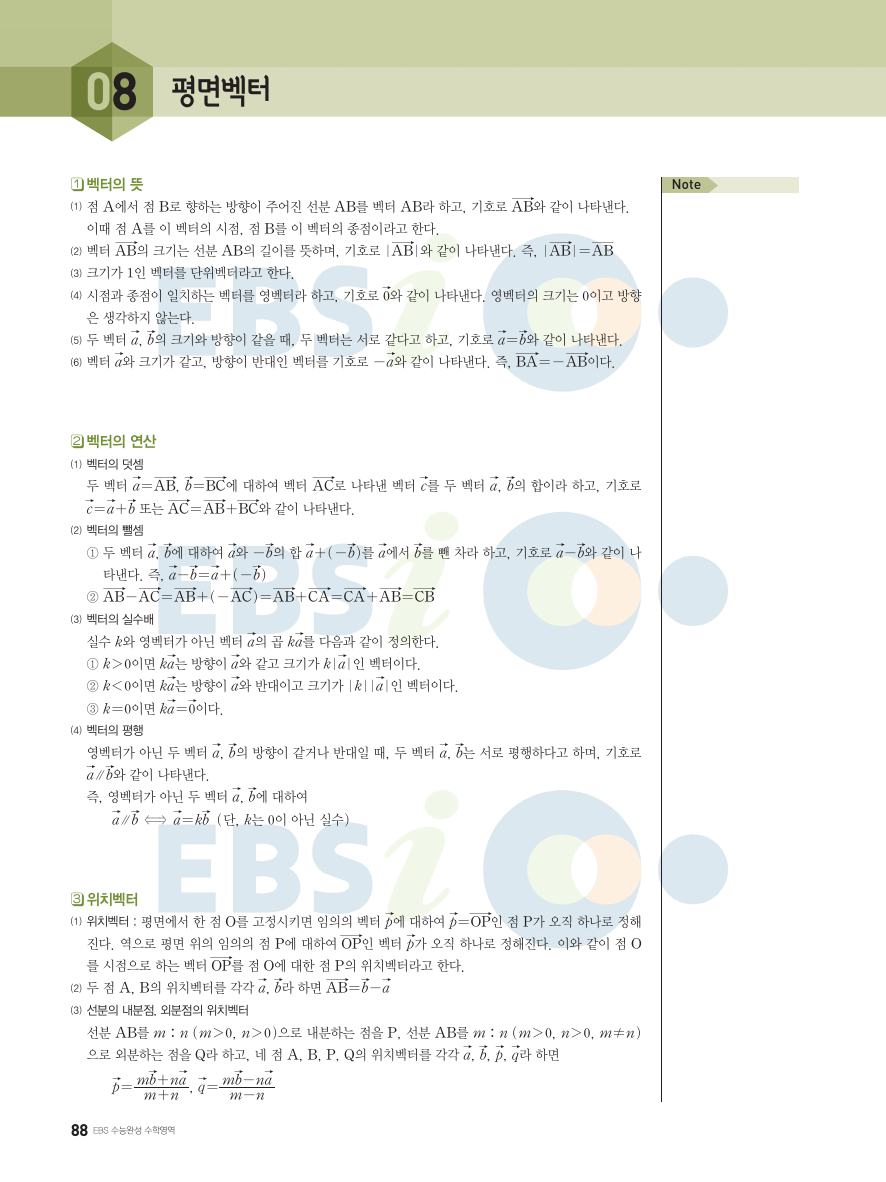 08 평면벡터
1 벡터의 뜻
Note
⑴ 점 A에서 점 B로 향하는 방향이 주어진 선분 AB를 벡터 AB라 하고, 기호로 $\overrightarrow{AB}$와 같이 나타낸다.
이때 점 A를 이 벡터의 시점, 점 B를 이 벡터의 종점이라고 한다.
⑵ 벡터 $\overrightarrow{AB}$의 크기는 선분 AB의 길이를 뜻하며, 기호로 $|\overrightarrow{AB}|$와 같이 나타낸다. 즉, $|\overrightarrow{AB}|=\overline{AB}$
⑶ 크기가 1인 벡터를 단위벡터라고 한다.
⑷ 시점과 종점이 일치하는 벡터를 영벡터라 하고, 기호로 $\vec{0}$와 같이 나타낸다. 영벡터의 크기는 0이고 방향
은 생각하지 않는다.
⑸ 두 벡터 $\vec{a}$, $\vec{b}$의 크기와 방향이 같을 때, 두 벡터는 서로 같다고 하고, 기호로 $\vec{a}=\vec{b}$와 같이 나타낸다.
⑹ 벡터 $\vec{a}$와 크기가 같고, 방향이 반대인 벡터를 기호로 $-\vec{a}$와 같이 나타낸다. 즉, $\overrightarrow{BA}=-\overrightarrow{AB}$이다.
2 벡터의 연산
⑴ 벡터의 덧셈
두 벡터 $\vec{a}=\overrightarrow{AB}$, $\vec{b}=\overrightarrow{BC}$에 대하여 벡터 $\overrightarrow{AC}$로 나타낸 벡터 $\vec{c}$를 두 벡터 $\vec{a}$, $\vec{b}$의 합이라 하고, 기호로
$\vec{c}=\vec{a}+\vec{b}$ 또는 $\overrightarrow{AC}=\overrightarrow{AB}+\overrightarrow{BC}$와 같이 나타낸다.
⑵ 벡터의 뺄셈
① 두 벡터 $\vec{a}$, $\vec{b}$에 대하여 $\vec{a}$와 $-\vec{b}$의 합 $\vec{a}+(-\vec{b})$를 $\vec{a}$에서 $\vec{b}$를 뺀 차라 하고, 기호로 $\vec{a}-\vec{b}$와 같이 나
타낸다. 즉, $\vec{a}-\vec{b}=\vec{a}+(-\vec{b})$
② $\overrightarrow{AB}-\overrightarrow{AC}=\overrightarrow{AB}+(-\overrightarrow{AC})=\overrightarrow{AB}+\overrightarrow{CA}=\overrightarrow{CA}+\overrightarrow{AB}=\overrightarrow{CB}$
⑶ 벡터의 실수배
실수 k와 영벡터가 아닌 벡터 $\vec{a}$의 곱 $k\vec{a}$를 다음과 같이 정의한다.
① k>0이면 $k\vec{a}$는 방향이 $\vec{a}$와 같고 크기가 $k|\vec{a}|$인 벡터이다.
② k<0이면 $k\vec{a}$는 방향이 $\vec{a}$와 반대이고 크기가 $|k||\vec{a}|$인 벡터이다.
③ k=0이면 $k\vec{a}=\vec{0}$이다.
⑷ 벡터의 평행
영벡터가 아닌 두 벡터 $\vec{a}$, $\vec{b}$의 방향이 같거나 반대일 때, 두 벡터 $\vec{a}$, $\vec{b}$는 서로 평행하다고 하며, 기호로
$\vec{a}∥\vec{b}$와 같이 나타낸다.
즉, 영벡터가 아닌 두 벡터 $\vec{a}$, $\vec{b}$에 대하여
$\vec{a}∥\vec{b} \iff \vec{a}=k\vec{b}$ (단, k는 0이 아닌 실수)
3 위치벡터
⑴ 위치벡터 : 평면에서 한 점 O를 고정시키면 임의의 벡터 $\vec{p}$에 대하여 $\vec{p}=\overrightarrow{OP}$인 점 P가 오직 하나로 정해
진다. 역으로 평면 위의 임의의 점 P에 대하여 $\overrightarrow{OP}$인 벡터 $\vec{p}$가 오직 하나로 정해진다. 이와 같이 점 O
를 시점으로 하는 벡터 $\overrightarrow{OP}$를 점 O에 대한 점 P의 위치벡터라고 한다.
⑵ 두 점 A, B의 위치벡터를 각각 $\vec{a}$, $\vec{b}$라 하면 $\overrightarrow{AB}=\vec{b}-\vec{a}$
⑶ 선분의 내분점, 외분점의 위치벡터
선분 AB를 m : n (m>0, n>0)으로 내분하는 점을 P, 선분 AB를 m : n (m>0, n>0, m≠n)
으로 외분하는 점을 Q라 하고, 네 점 A, B, P, Q의 위치벡터를 각각 $\vec{a}$, $\vec{b}$, $\vec{p}$, $\vec{q}$라 하면
$\vec{p}=\frac{m\vec{b}+n\vec{a}}{m+n}$, $\vec{q}=\frac{m\vec{b}-n\vec{a}}{m-n}$
88 EBS 수능완성 수학영역
EBSi
EBSi
EBSi